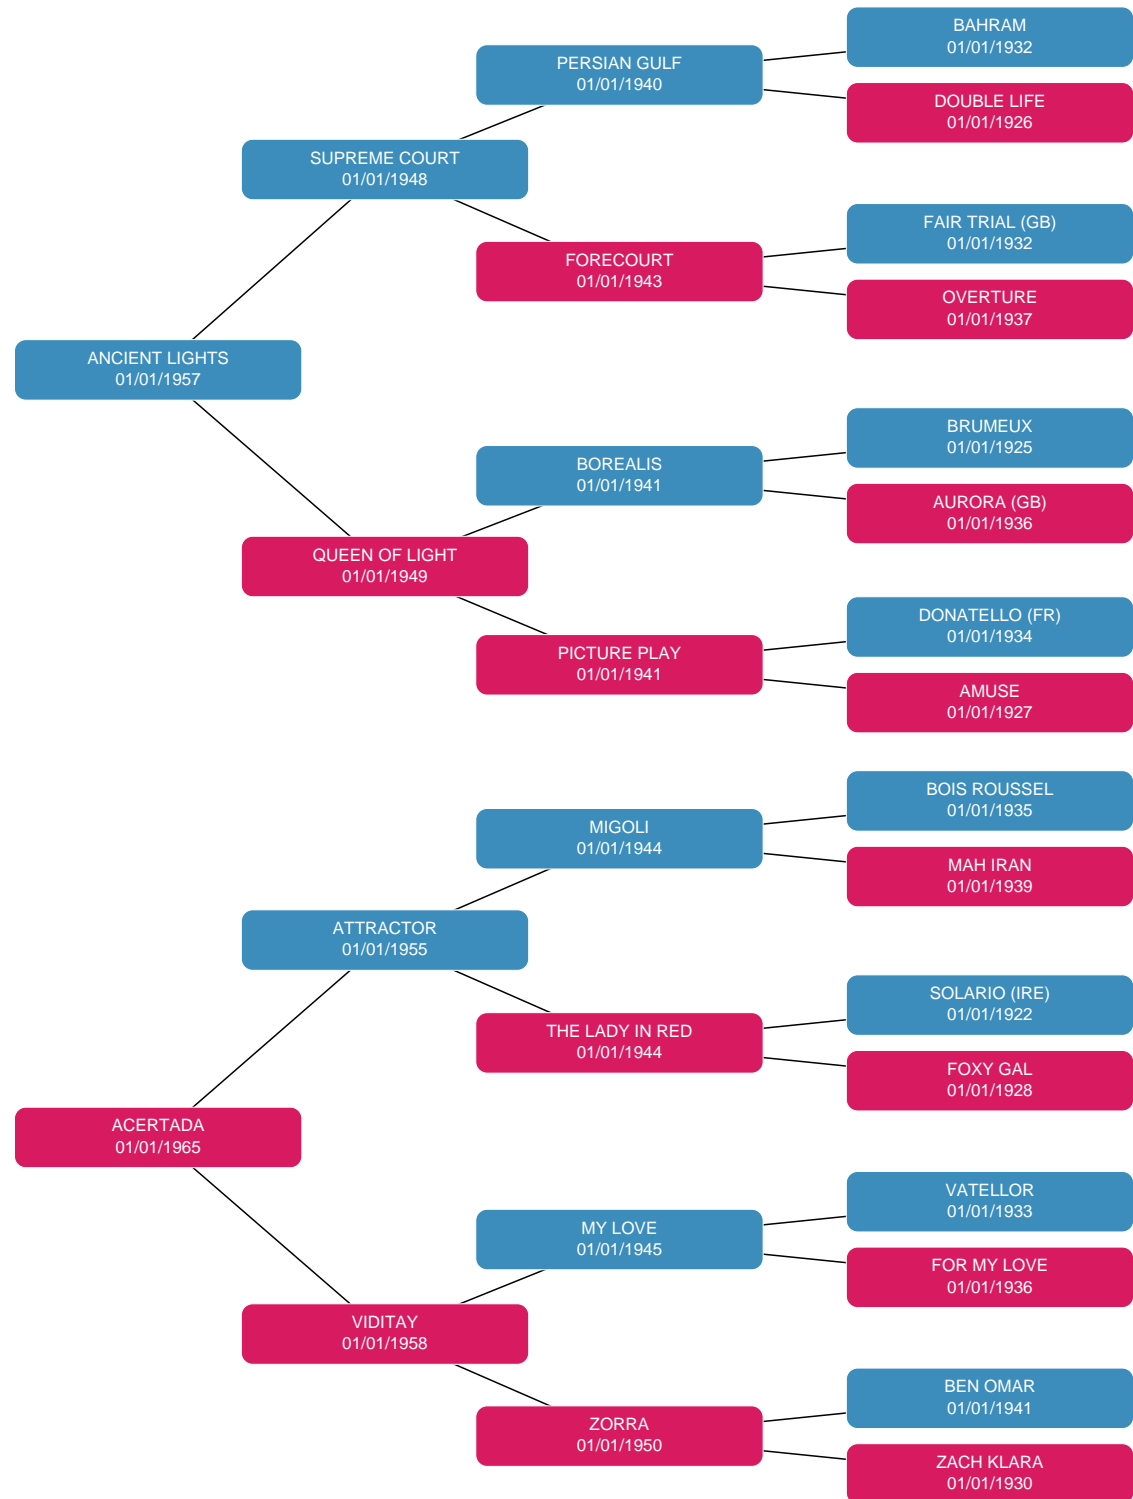 BAHRAM
01/01/1932
PERSIAN GULF
01/01/1940
DOUBLE LIFE
01/01/1926
SUPREME COURT
01/01/1948
FAIR TRIAL (GB)
01/01/1932
FORECOURT
01/01/1943
OVERTURE
01/01/1937
ANCIENT LIGHTS
01/01/1957
BRUMEUX
01/01/1925
BOREALIS
01/01/1941
AURORA (GB)
01/01/1936
QUEEN OF LIGHT
01/01/1949
DONATELLO (FR)
01/01/1934
PICTURE PLAY
01/01/1941
AMUSE
01/01/1927
BOIS ROUSSEL
01/01/1935
MIGOLI
01/01/1944
MAH IRAN
01/01/1939
ATTRACTOR
01/01/1955
SOLARIO (IRE)
01/01/1922
THE LADY IN RED
01/01/1944
FOXY GAL
01/01/1928
ACERTADA
01/01/1965
VATELLOR
01/01/1933
MY LOVE
01/01/1945
FOR MY LOVE
01/01/1936
VIDITAY
01/01/1958
BEN OMAR
01/01/1941
ZORRA
01/01/1950
ZACH KLARA
01/01/1930